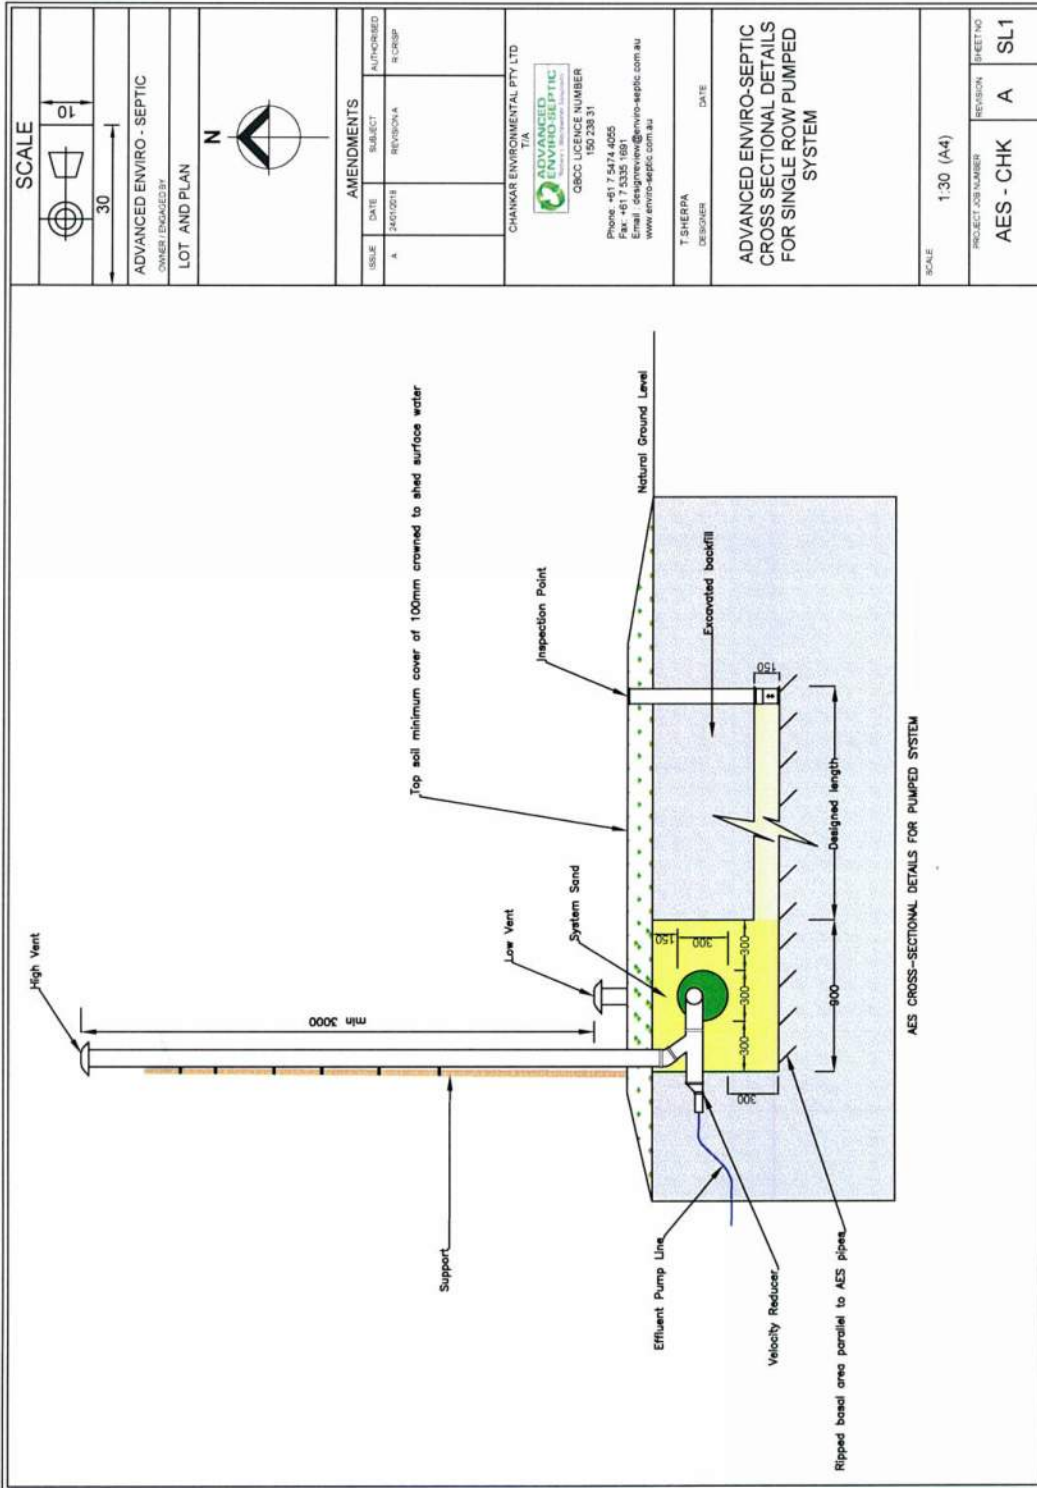 High Vent
min 3000
Support
Low Vent
System Sand
Top soil minimum cover of 100mm crowned to shed surface water
Inspection Point
Natural Ground Level
Effluent Pump Line
Velocity Reducer
Ripped basal area parallel to AES pipes
150
300
300
300
300
300
900
Excavated backfill
150
Designed length
AES CROSS-SECTIONAL DETAILS FOR PUMPED SYSTEM
SCALE
10
30
ADVANCED ENVIRO - SEPTIC
OWNER / ENGAGED BY
LOT AND PLAN
N
AMENDMENTS
ISSUE DATE SUBJECT AUTHORISED
A 24/01/2018 REVISION A R.CRISP
CHANKAR ENVIRONMENTAL PTY LTD
T/A
ADVANCED
ENVIRO-SEPTIC
QBCC LICENCE NUMBER
150 238 31
Phone: +61 7 5474 4055
Fax: +61 7 5335 1691
Email : designreview@enviro-septic.com.au
www.enviro-septic.com.au
T.SHERPA
DESIGNER DATE
ADVANCED ENVIRO-SEPTIC
CROSS SECTIONAL DETAILS
FOR SINGLE ROW PUMPED
SYSTEM
SCALE
1:30 (A4)
PROJECT JOB NUMBER REVISION SHEET NO
AES - CHK A SL1